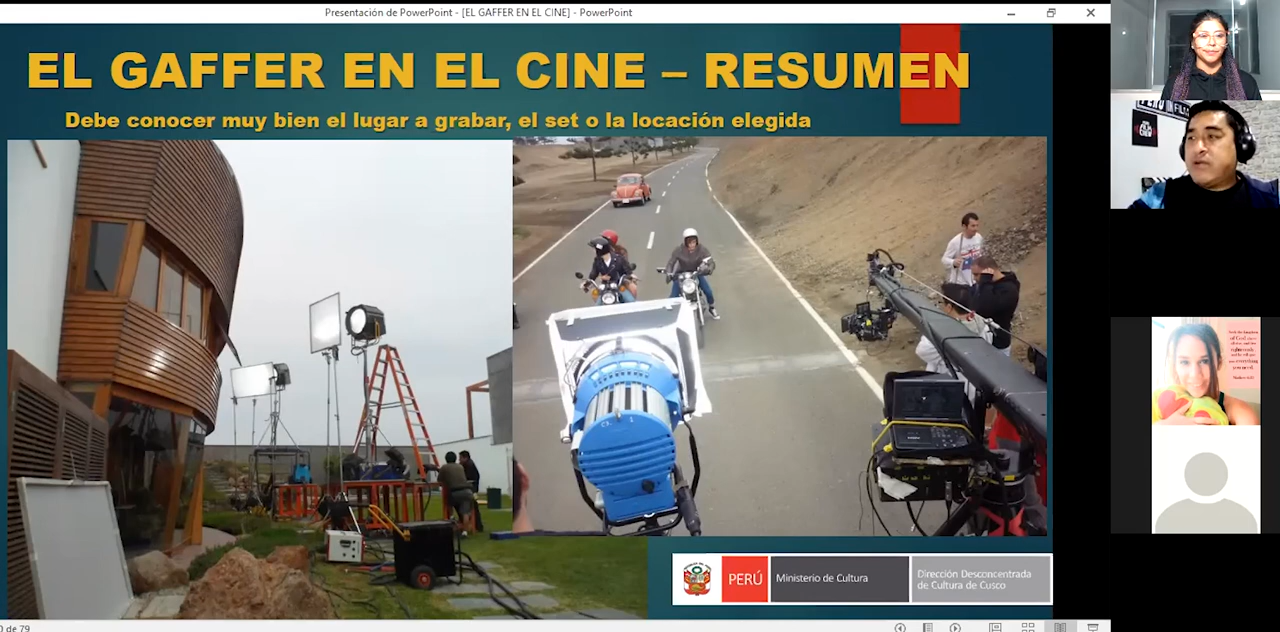 Presentación de PowerPoint - [EL GAFFER EN EL CINE] - PowerPoint
EL GAFFER EN EL CINE – RESUMEN
Debe conocer muy bien el lugar a grabar, el set o la locación elegida
PERÚ
Ministerio de Cultura
Dirección Desconcentrada
de Cultura de Cusco
de 79